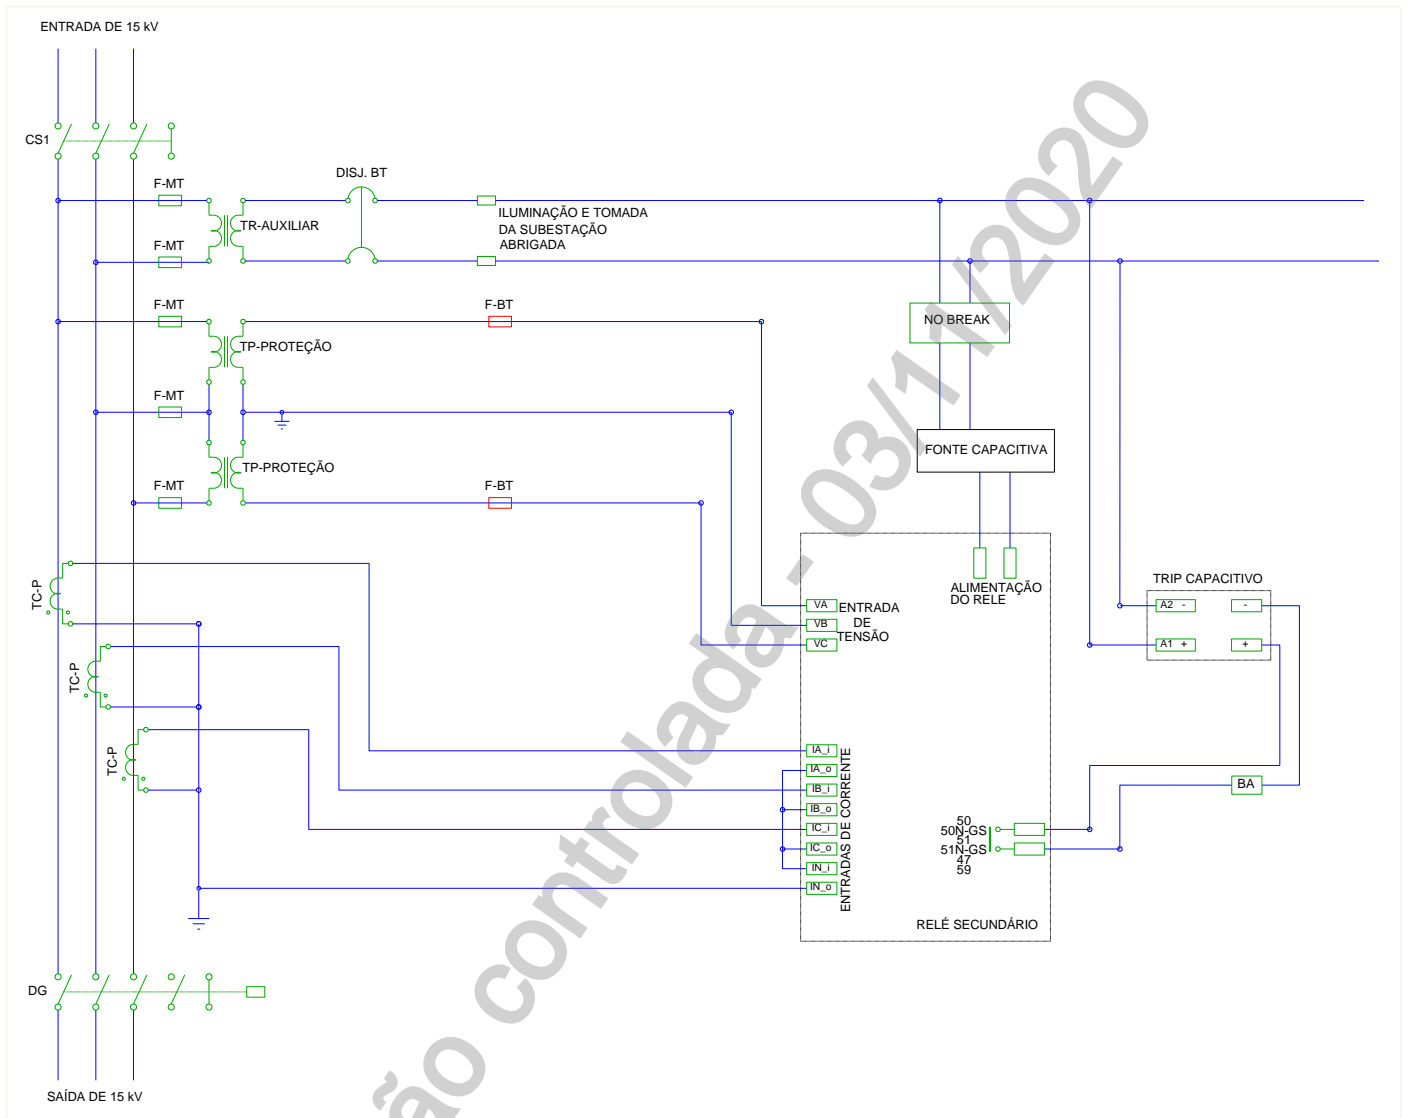 ENTRADA DE 15 kV
CS1
F-MT
DISJ. BT
TR-AUXILIAR
ILUMINAÇÃO E TOMADA
DA SUBESTAÇÃO
ABRIGADA
F-MT
F-MT
F-BT
TP-PROTEÇÃO
NO BREAK
F-MT
FONTE CAPACITIVA
TP-PROTEÇÃO
F-MT
F-BT
TC-P
TC-P
TC-P
ALIMENTAÇÃO
DO RELE
TRIP CAPACITIVO
A2 -
-
A1 +
+
VA
VB
VC
ENTRADA
DE
TENSÃO
IA_i
IA_o
IB_i
IB_o
IC_i
IC_o
IN_i
IN_o
ENTRADAS DE CORRENTE
BA
50
50N-GS
51
51N-GS
47
59
RELÉ SECUNDÁRIO
DG
SAÍDA DE 15 kV
ão controlada - 03/11/2020